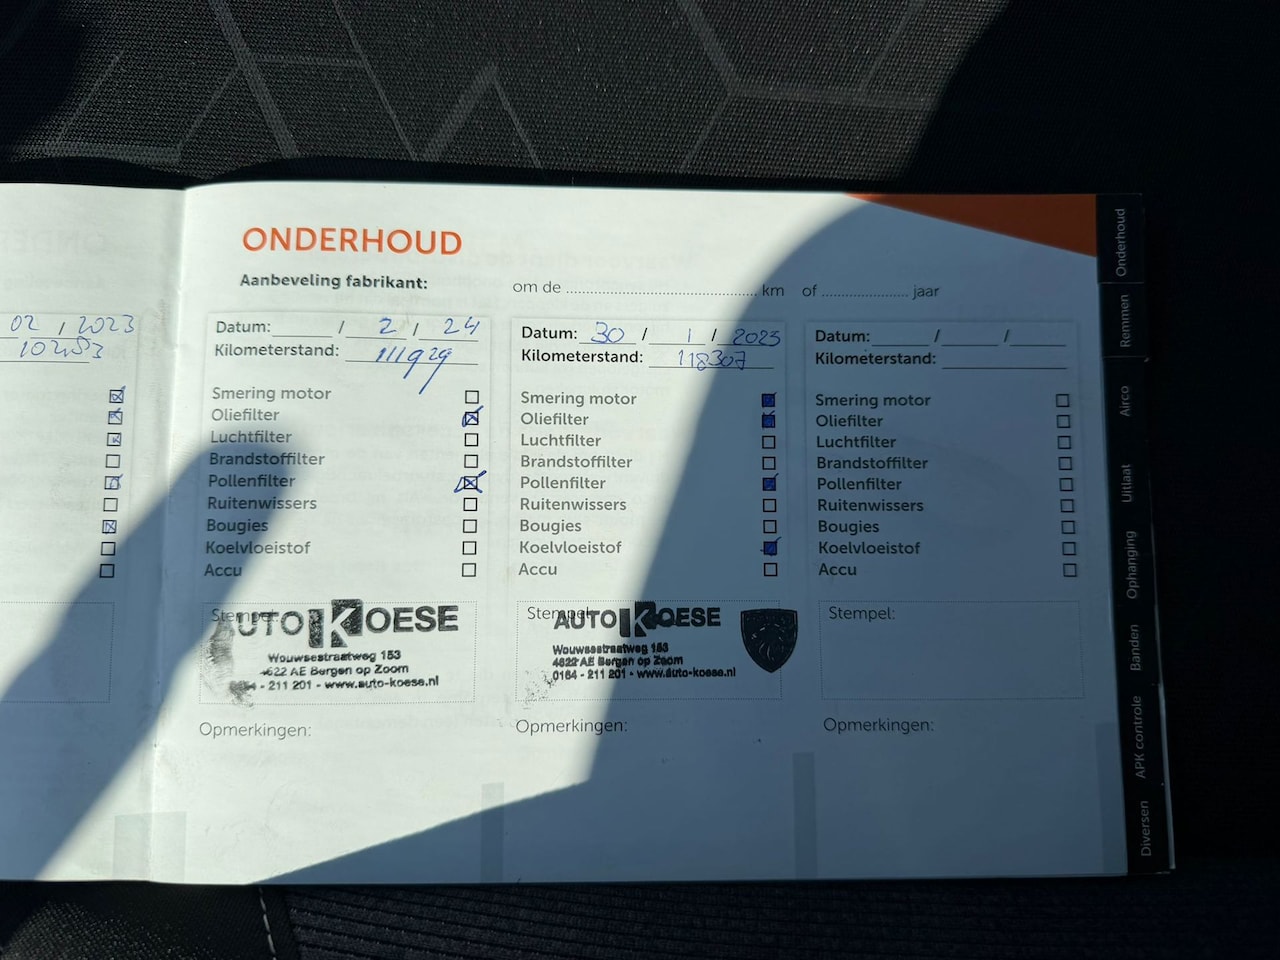 ONDERHOUD
Aanbeveling fabrikant: om de ........ km of ........ jaar
02 / 2023
Datum: / 2 / 24
Kilometerstand: 111929
Smering motor
Oliefilter
Luchtfilter
Brandstoffilter
Pollenfilter
Ruitenwissers
Bougies
Koelvloeistof
Accu
Stempel:
AUTO KOESE
Wouwsestraatweg 153
4622 AE Bergen op Zoom
0164 - 211 201 - www.auto-koese.nl
Opmerkingen:
Datum: 30 / 1 / 2025
Kilometerstand: 118307
Smering motor
Oliefilter
Luchtfilter
Brandstoffilter
Pollenfilter
Ruitenwissers
Bougies
Koelvloeistof
Accu
Stempel:
AUTO KOESE
Wouwsestraatweg 153
4622 AE Bergen op Zoom
0164 - 211 201 • www.auto-koese.nl
Opmerkingen:
Datum: / /
Kilometerstand:
Smering motor
Oliefilter
Luchtfilter
Brandstoffilter
Pollenfilter
Ruitenwissers
Bougies
Koelvloeistof
Accu
Stempel:
Opmerkingen:
Onderhoud
Remmen
Airco
Uitlaat
Ophanging
Banden
APK controle
Diversen